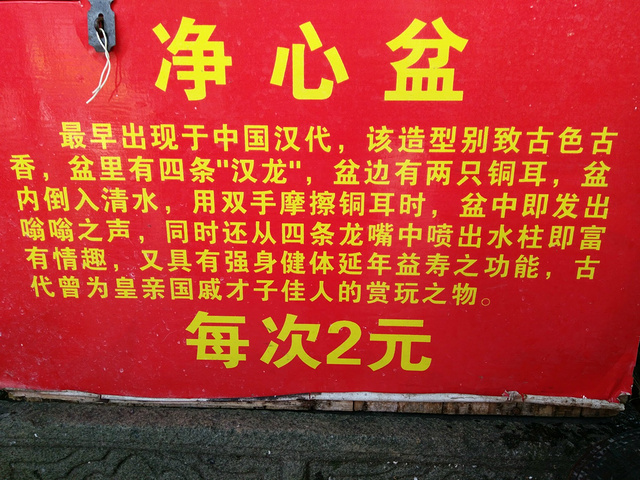 净心盆
最早出现于中国汉代，该造型别致古色古
香，盆里有四条"汉龙"，盆边有两只铜耳，盆
内倒入清水，用双手摩擦铜耳时，盆中即发出
嗡嗡之声，同时还从四条龙嘴中喷出水柱即富
有情趣，又具有强身健体延年益寿之功能，古
代曾为皇亲国戚才子佳人的赏玩之物。
每次2元